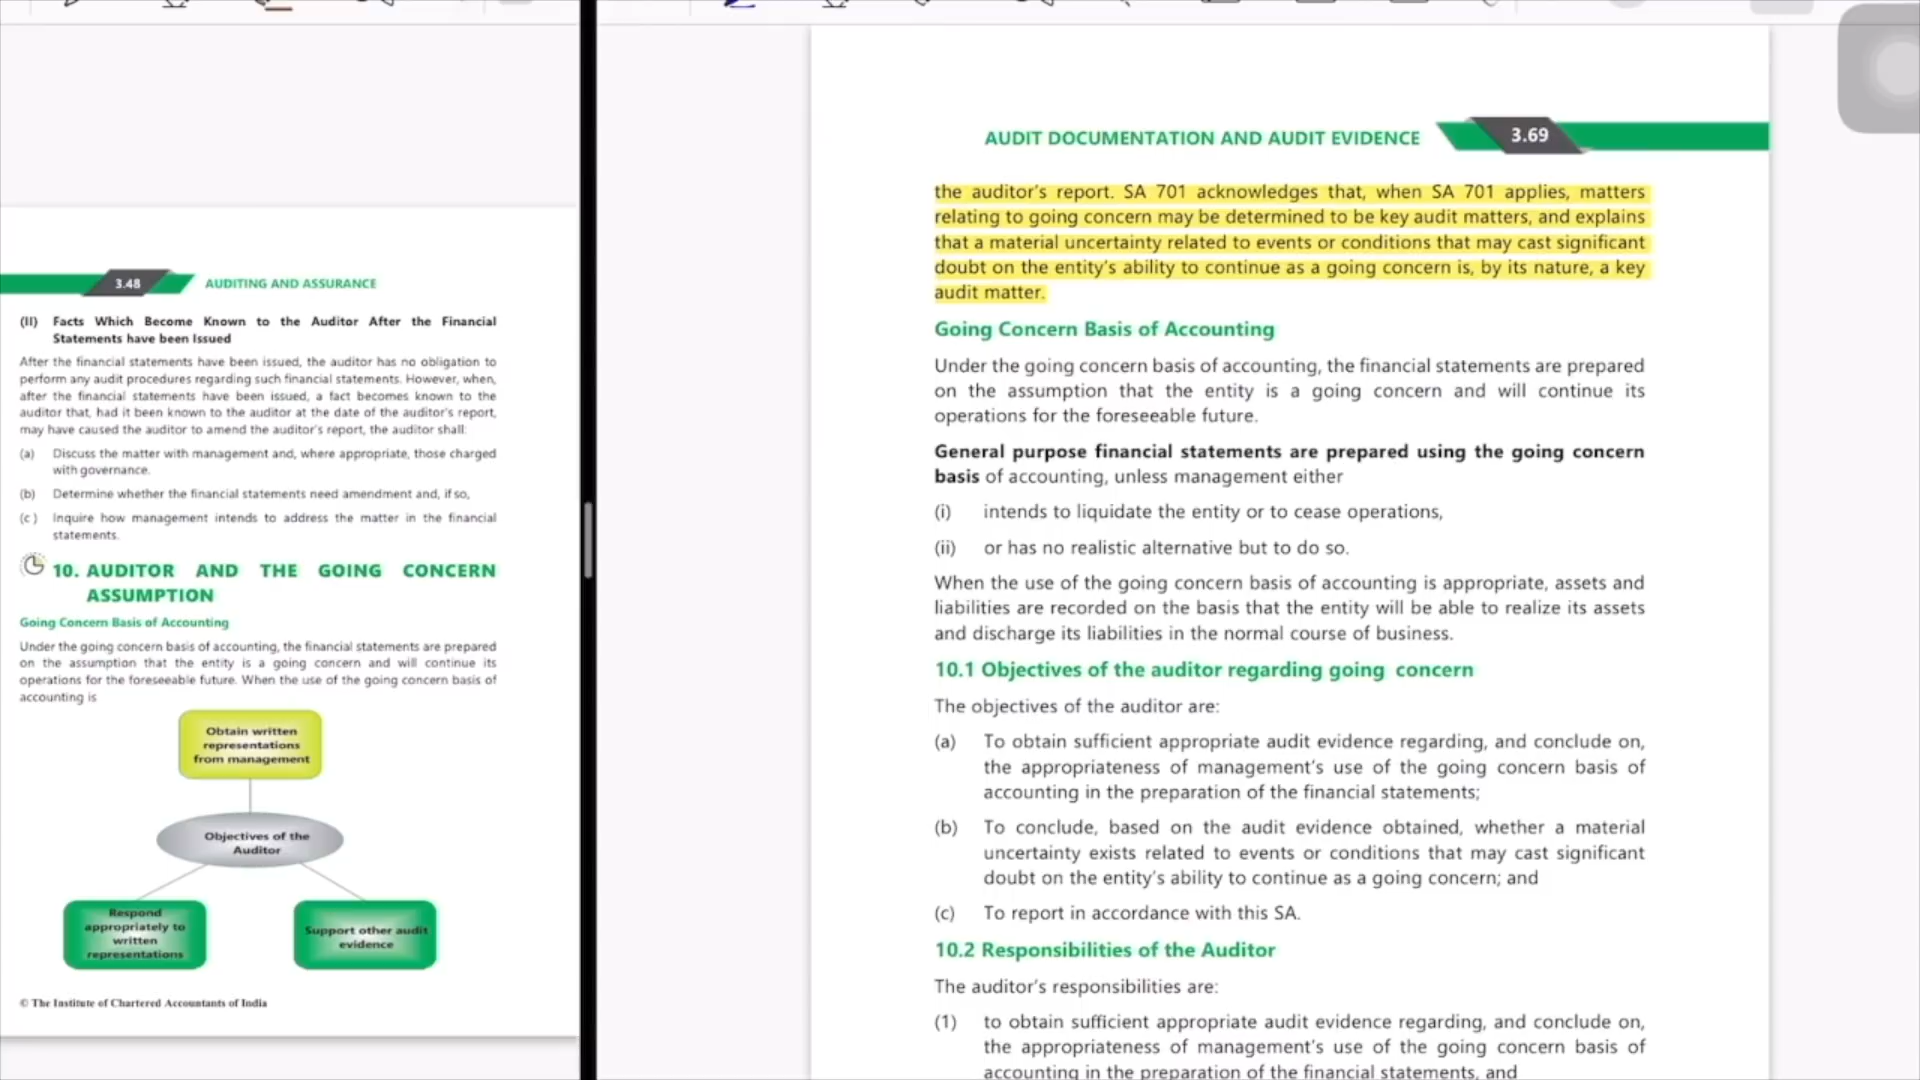 3.48 AUDITING AND ASSURANCE
(II) Facts Which Become Known to the Auditor After the Financial
Statements have been Issued
After the financial statements have been issued, the auditor has no obligation to
perform any audit procedures regarding such financial statements. However, when,
after the financial statements have been issued, a fact becomes known to the
auditor that, had it been known to the auditor at the date of the auditor's report,
may have caused the auditor to amend the auditor's report, the auditor shall:
(a) Discuss the matter with management and, where appropriate, those charged
with governance.
(b) Determine whether the financial statements need amendment and, if so,
(c) Inquire how management intends to address the matter in the financial
statements.
10. AUDITOR AND THE GOING CONCERN
ASSUMPTION
Going Concern Basis of Accounting
Under the going concern basis of accounting, the financial statements are prepared
on the assumption that the entity is a going concern and will continue its
operations for the foreseeable future. When the use of the going concern basis of
accounting is
Obtain written
representations
from management
Objectives of the
Auditor
Respond
appropriately to
written
representations
Support other audit
evidence
© The Institute of Chartered Accountants of India
AUDIT DOCUMENTATION AND AUDIT EVIDENCE 3.69
the auditor's report. SA 701 acknowledges that, when SA 701 applies, matters
relating to going concern may be determined to be key audit matters, and explains
that a material uncertainty related to events or conditions that may cast significant
doubt on the entity's ability to continue as a going concern is, by its nature, a key
audit matter.
Going Concern Basis of Accounting
Under the going concern basis of accounting, the financial statements are prepared
on the assumption that the entity is a going concern and will continue its
operations for the foreseeable future.
General purpose financial statements are prepared using the going concern
basis of accounting, unless management either
(i) intends to liquidate the entity or to cease operations,
(ii) or has no realistic alternative but to do so.
When the use of the going concern basis of accounting is appropriate, assets and
liabilities are recorded on the basis that the entity will be able to realize its assets
and discharge its liabilities in the normal course of business.
10.1 Objectives of the auditor regarding going concern
The objectives of the auditor are:
(a) To obtain sufficient appropriate audit evidence regarding, and conclude on,
the appropriateness of management's use of the going concern basis of
accounting in the preparation of the financial statements;
(b) To conclude, based on the audit evidence obtained, whether a material
uncertainty exists related to events or conditions that may cast significant
doubt on the entity's ability to continue as a going concern; and
(c) To report in accordance with this SA.
10.2 Responsibilities of the Auditor
The auditor's responsibilities are:
(1) to obtain sufficient appropriate audit evidence regarding, and conclude on,
the appropriateness of management's use of the going concern basis of
accounting in the preparation of the financial statements, and